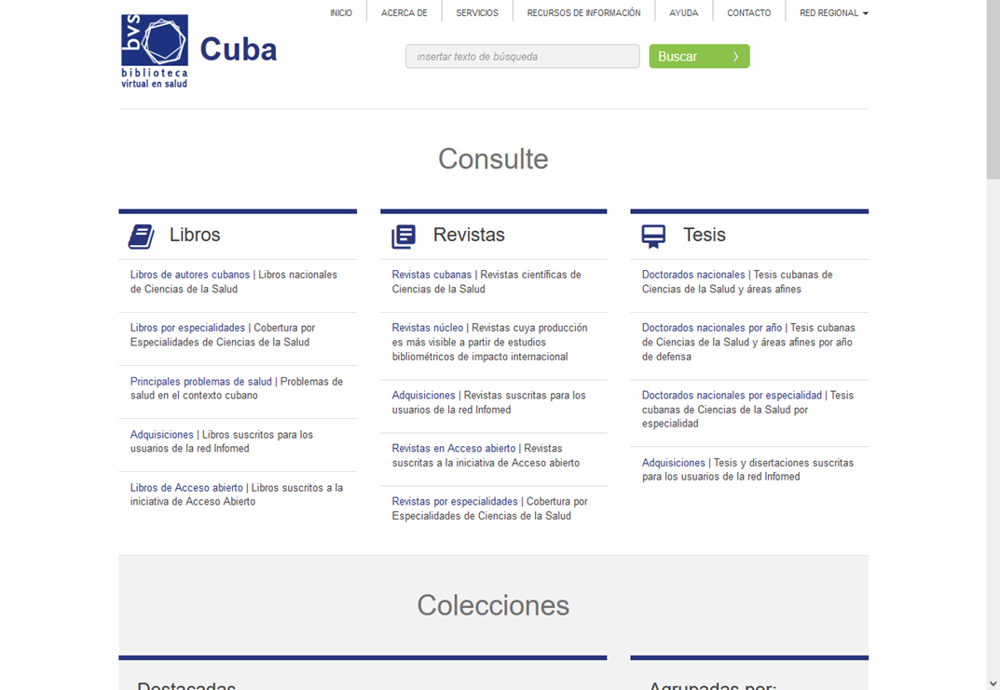 INICIO
ACERCA DE
SERVICIOS
RECURSOS DE INFORMACIÓN
AYUDA
CONTACTO
RED REGIONAL
bvs
biblioteca
virtual en salud
Cuba
insertar texto de búsqueda
Buscar
Consulte
Libros
Libros de autores cubanos | Libros nacionales
de Ciencias de la Salud
Libros por especialidades | Cobertura por
Especialidades de Ciencias de la Salud
Principales problemas de salud | Problemas de
salud en el contexto cubano
Adquisiciones | Libros suscritos para los
usuarios de la red Infomed
Libros de Acceso abierto | Libros suscritos a la
iniciativa de Acceso Abierto
Revistas
Revistas cubanas | Revistas científicas de
Ciencias de la Salud
Revistas núcleo | Revistas cuya producción
es más visible a partir de estudios
bibliométricos de impacto internacional
Adquisiciones | Revistas suscritas para los
usuarios de la red Infomed
Revistas en Acceso abierto | Revistas
suscritas a la iniciativa de Acceso abierto
Revistas por especialidades | Cobertura por
Especialidades de Ciencias de la Salud
Tesis
Doctorados nacionales | Tesis cubanas de
Ciencias de la Salud y áreas afines
Doctorados nacionales por año | Tesis cubanas
de Ciencias de la Salud y áreas afines por año
de defensa
Doctorados nacionales por especialidad | Tesis
cubanas de Ciencias de la Salud por
especialidad
Adquisiciones | Tesis y disertaciones suscritas
para los usuarios de la red Infomed
Colecciones
Destacadas
Agrupadas por: